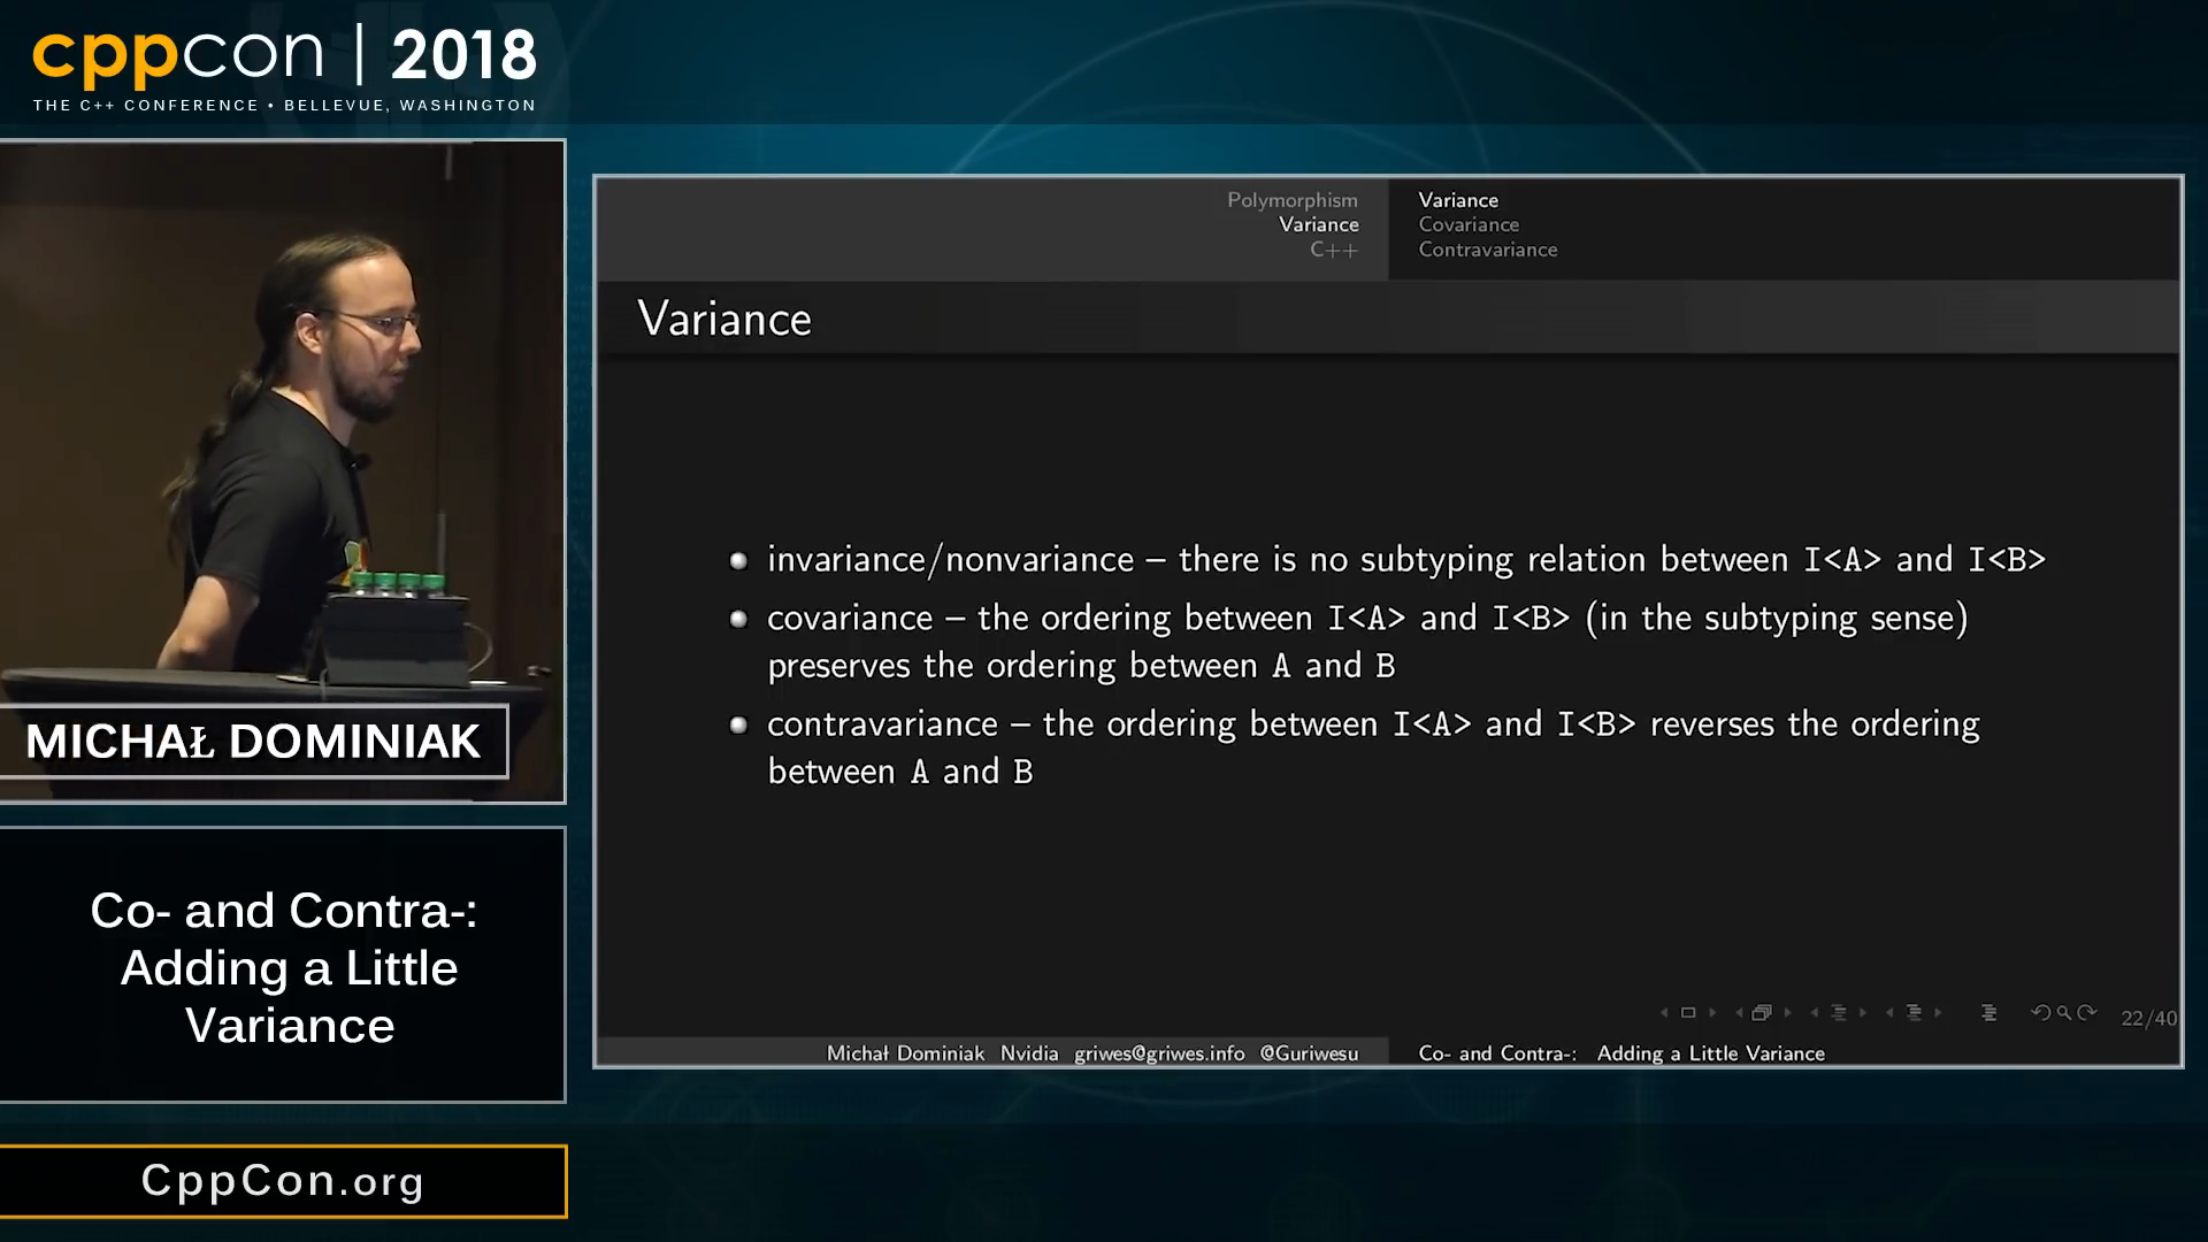 cppcon | 2018
THE C++ CONFERENCE • BELLEVUE, WASHINGTON
MICHAŁ DOMINIAK
Co- and Contra-:
Adding a Little
Variance
CppCon.org
Polymorphism
Variance
C++
Variance
Covariance
Contravariance
Variance
invariance/nonvariance – there is no subtyping relation between I<A> and I<B>
covariance – the ordering between I<A> and I<B> (in the subtyping sense)
preserves the ordering between A and B
contravariance – the ordering between I<A> and I<B> reverses the ordering
between A and B
22/40
Michał Dominiak Nvidia griwes@griwes.info @Guriwesu
Co- and Contra-: Adding a Little Variance